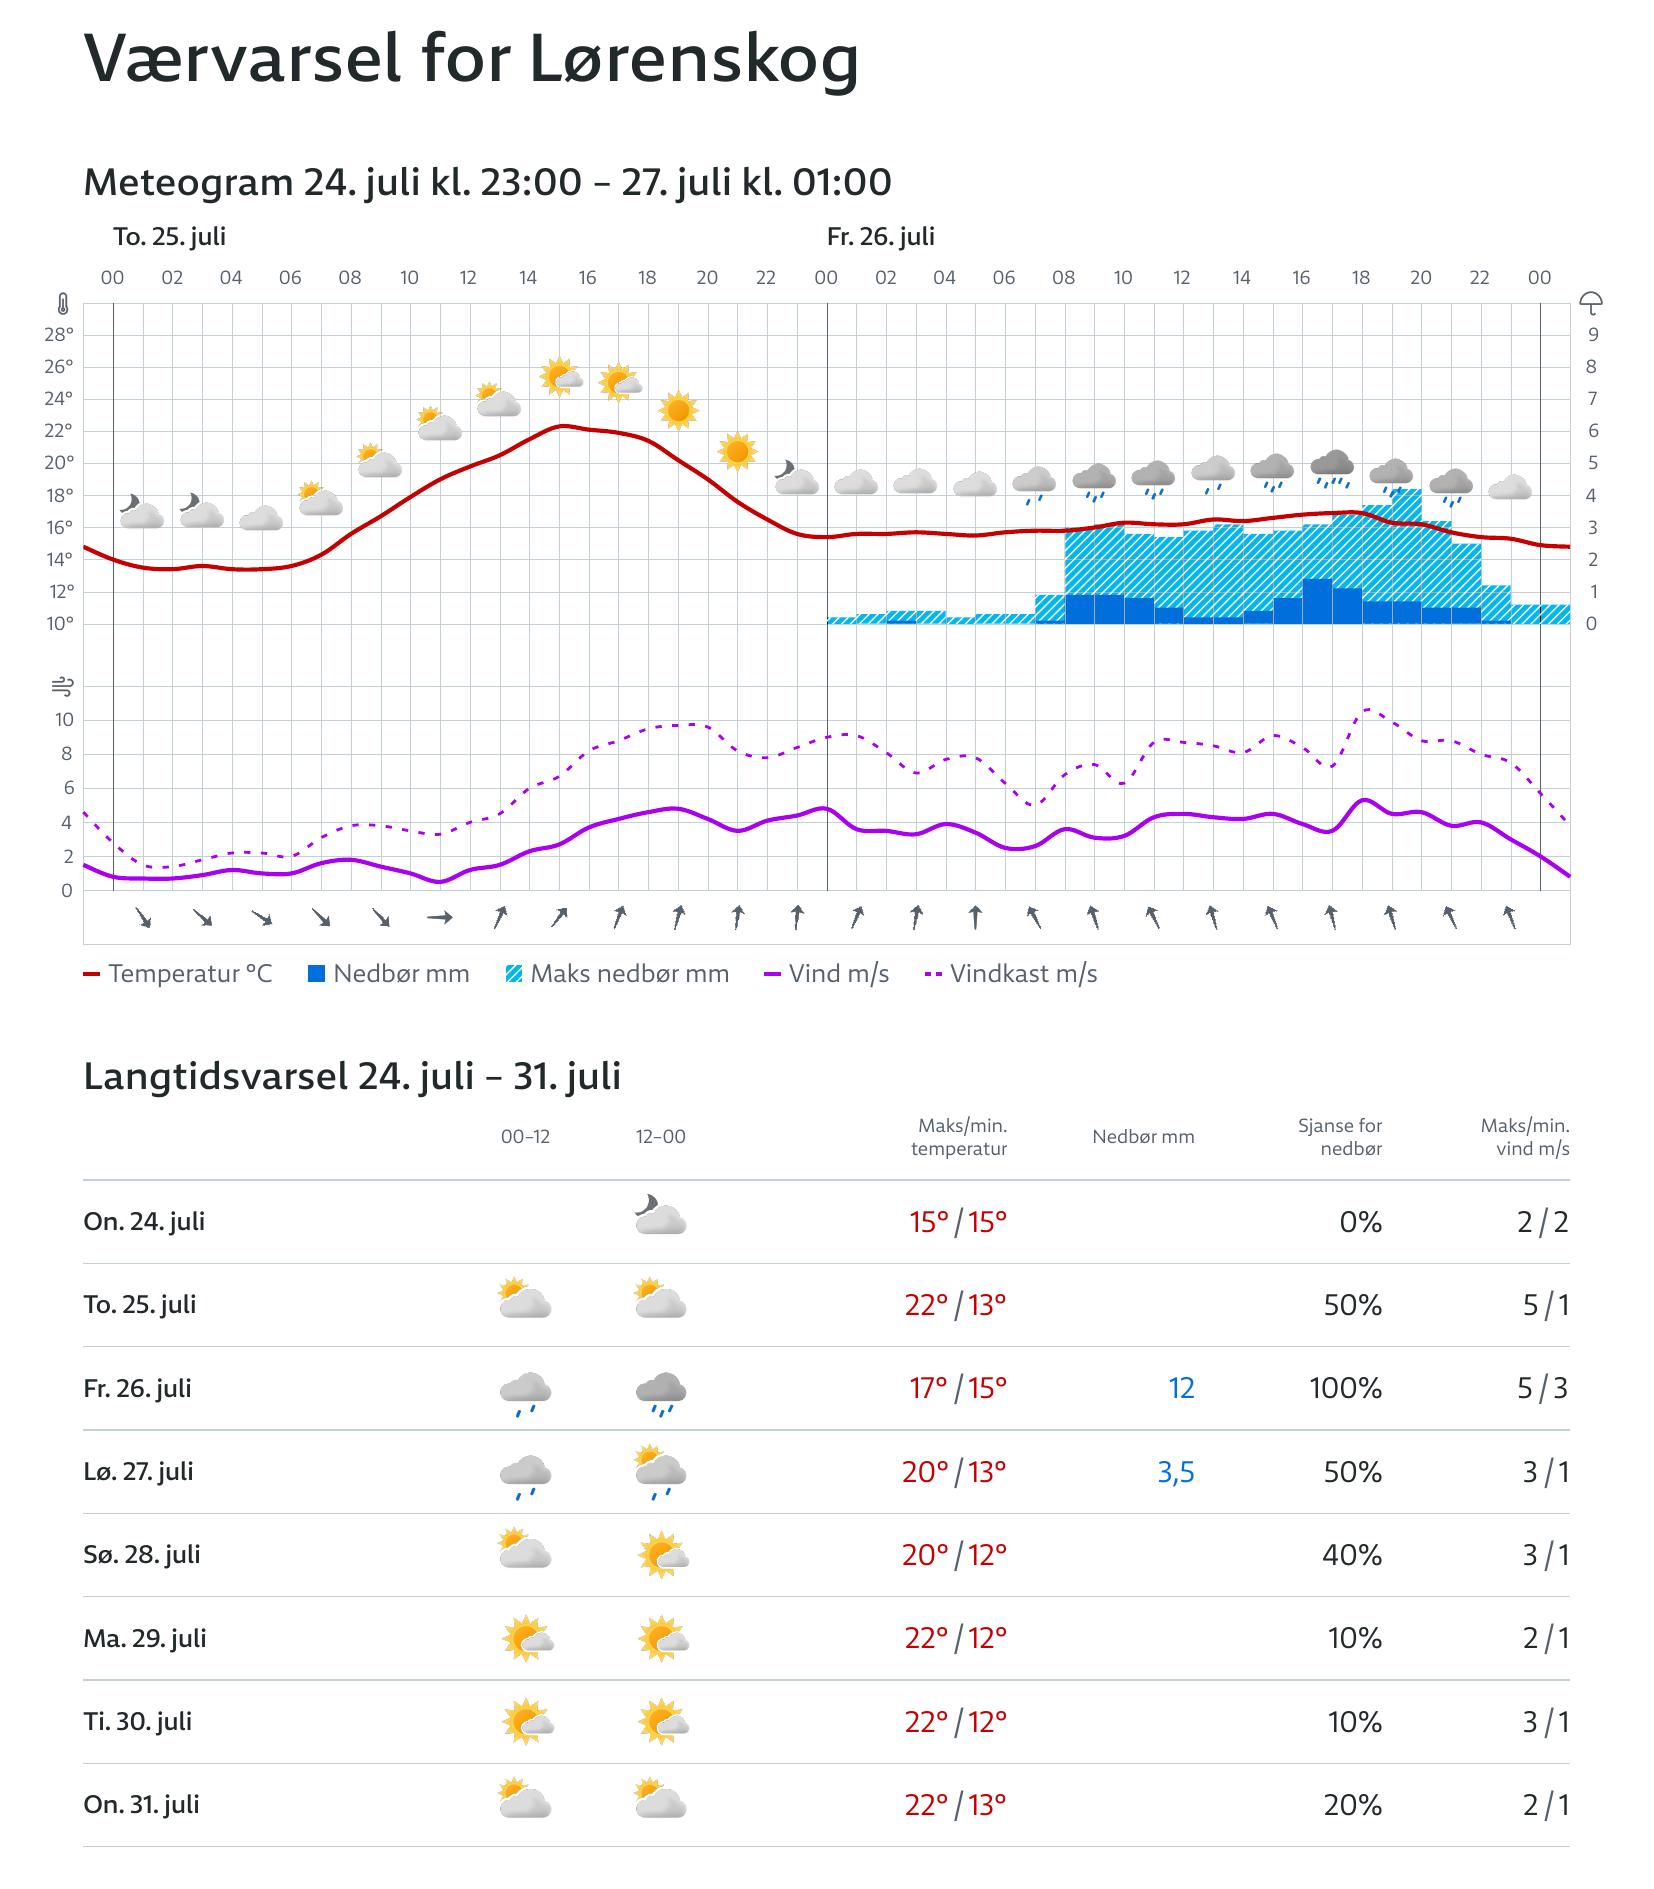 Værvarsel for Lørenskog
Meteogram 24. juli kl. 23:00 – 27. juli kl. 01:00
To. 25. juli Fr. 26. juli
00 02 04 06 08 10 12 14 16 18 20 22 00 02 04 06 08 10 12 14 16 18 20 22 00
28° 9
26° 8
24° 7
22° 6
20° 5
18° 4
16° 3
14° 2
12° 1
10° 0
10
8
6
4
2
0
Temperatur °C Nedbør mm Maks nedbør mm Vind m/s Vindkast m/s
Langtidsvarsel 24. juli – 31. juli
00–12 12–00 Maks/min. temperatur Nedbør mm Sjanse for nedbør Maks/min. vind m/s
On. 24. juli 15°/15° 0% 2/2
To. 25. juli 22°/13° 50% 5/1
Fr. 26. juli 17°/15° 12 100% 5/3
Lø. 27. juli 20°/13° 3,5 50% 3/1
Sø. 28. juli 20°/12° 40% 3/1
Ma. 29. juli 22°/12° 10% 2/1
Ti. 30. juli 22°/12° 10% 3/1
On. 31. juli 22°/13° 20% 2/1